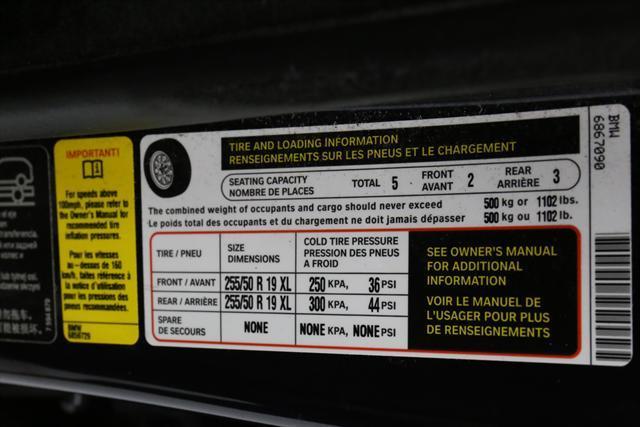 IMPORTANT!
For speeds above
100mph, please refer to
the Owner's Manual for
recommended tire
inflation pressures.
Pour les vitesses
au-dessus de 160
km/h, faites référence à
la notice d'utilisation
pour les pressions des
pneus recommandées.
BMW
6856729
7 594 879
TIRE AND LOADING INFORMATION
RENSEIGNEMENTS SUR LES PNEUS ET LE CHARGEMENT
SEATING CAPACITY
NOMBRE DE PLACES
TOTAL 5
FRONT
AVANT 2
REAR
ARRIÈRE 3
The combined weight of occupants and cargo should never exceed 500 kg or 1102 lbs.
Le poids total des occupants et du chargement ne doit jamais dépasser 500 kg or 1102 lb.
TIRE / PNEU
SIZE
DIMENSIONS
COLD TIRE PRESSURE
PRESSION DES PNEUS
A FROID
FRONT / AVANT 255/50 R 19 XL 250 KPA, 36 PSI
REAR / ARRIÈRE 255/50 R 19 XL 300 KPA, 44 PSI
SPARE
DE SECOURS NONE NONE KPA, NONE PSI
SEE OWNER'S MANUAL
FOR ADDITIONAL
INFORMATION
VOIR LE MANUEL DE
L'USAGER POUR PLUS
DE RENSEIGNEMENTS
BMW
6867090